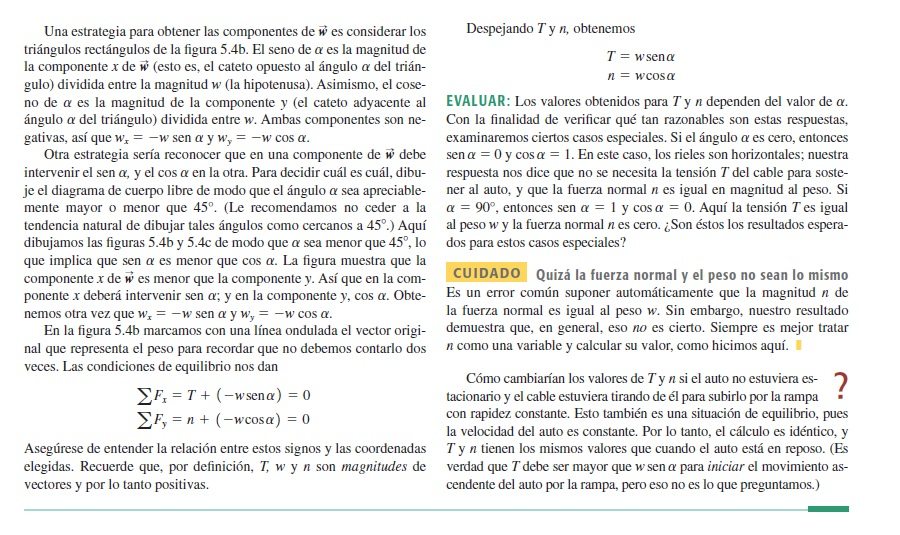 Una estrategia para obtener las componentes de w⃗ es considerar los
triángulos rectángulos de la figura 5.4b. El seno de α es la magnitud de
la componente x de w⃗ (esto es, el cateto opuesto al ángulo α del trián-
gulo) dividida entre la magnitud w (la hipotenusa). Asimismo, el cose-
no de α es la magnitud de la componente y (el cateto adyacente al
ángulo α del triángulo) dividida entre w. Ambas componentes son ne-
gativas, así que wₓ = −w sen α y w_y = −w cos α.
Otra estrategia sería reconocer que en una componente de w⃗ debe
intervenir el sen α, y el cos α en la otra. Para decidir cuál es cuál, dibu-
je el diagrama de cuerpo libre de modo que el ángulo α sea apreciable-
mente mayor o menor que 45°. (Le recomendamos no ceder a la
tendencia natural de dibujar tales ángulos como cercanos a 45°.) Aquí
dibujamos las figuras 5.4b y 5.4c de modo que α sea menor que 45°, lo
que implica que sen α es menor que cos α. La figura muestra que la
componente x de w⃗ es menor que la componente y. Así que en la com-
ponente x deberá intervenir sen α; y en la componente y, cos α. Obte-
nemos otra vez que wₓ = −w sen α y w_y = −w cos α.
En la figura 5.4b marcamos con una línea ondulada el vector origi-
nal que representa el peso para recordar que no debemos contarlo dos
veces. Las condiciones de equilibrio nos dan
∑Fₓ = T + (−w sen α) = 0
∑F_y = n + (−w cos α) = 0
Asegúrese de entender la relación entre estos signos y las coordenadas
elegidas. Recuerde que, por definición, T, w y n son magnitudes de
vectores y por lo tanto positivas.
Despejando T y n, obtenemos
T = w sen α
n = w cos α
EVALUAR: Los valores obtenidos para T y n dependen del valor de α.
Con la finalidad de verificar qué tan razonables son estas respuestas,
examinaremos ciertos casos especiales. Si el ángulo α es cero, entonces
sen α = 0 y cos α = 1. En este caso, los rieles son horizontales; nuestra
respuesta nos dice que no se necesita la tensión T del cable para soste-
ner al auto, y que la fuerza normal n es igual en magnitud al peso. Si
α = 90°, entonces sen α = 1 y cos α = 0. Aquí la tensión T es igual
al peso w y la fuerza normal n es cero. ¿Son éstos los resultados espera-
dos para estos casos especiales?
CUIDADO Quizá la fuerza normal y el peso no sean lo mismo
Es un error común suponer automáticamente que la magnitud n de
la fuerza normal es igual al peso w. Sin embargo, nuestro resultado
demuestra que, en general, eso no es cierto. Siempre es mejor tratar
n como una variable y calcular su valor, como hicimos aquí.
Cómo cambiarían los valores de T y n si el auto no estuviera es-
tacionario y el cable estuviera tirando de él para subirlo por la rampa ?
con rapidez constante. Esto también es una situación de equilibrio, pues
la velocidad del auto es constante. Por lo tanto, el cálculo es idéntico, y
T y n tienen los mismos valores que cuando el auto está en reposo. (Es
verdad que T debe ser mayor que w sen α para iniciar el movimiento as-
cendente del auto por la rampa, pero eso no es lo que preguntamos.)